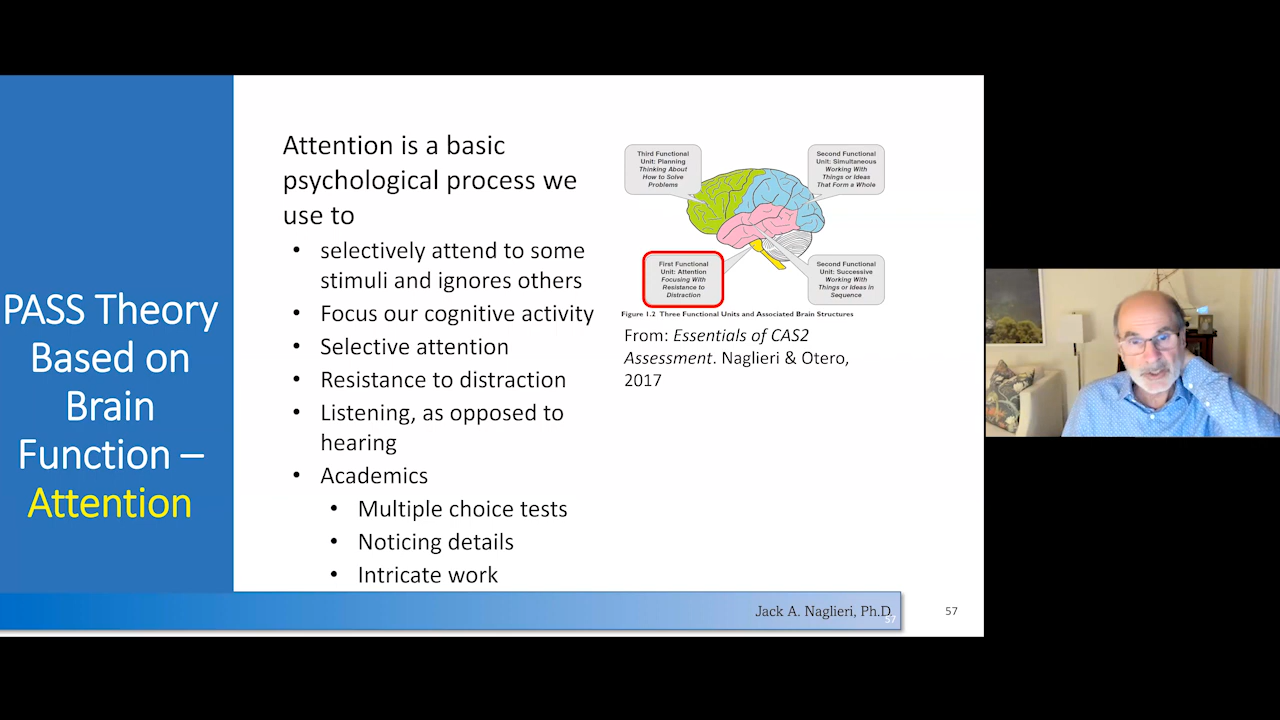 PASS Theory
Based on
Brain
Function –
Attention
Attention is a basic
psychological process we
use to
• selectively attend to some
stimuli and ignores others
• Focus our cognitive activity
• Selective attention
• Resistance to distraction
• Listening, as opposed to
hearing
• Academics
• Multiple choice tests
• Noticing details
• Intricate work
Third Functional
Unit: Planning
Thinking About
How to Solve
Problems
Second Functional
Unit: Simultaneous
Working With
Things or Ideas
That Form a Whole
First Functional
Unit: Attention
Focusing With
Resistance to
Distraction
Second Functional
Unit: Successive
Working With
Things or Ideas in
Sequence
Figure 1.2 Three Functional Units and Associated Brain Structures
From: Essentials of CAS2
Assessment. Naglieri & Otero,
2017
Jack A. Naglieri, Ph.D
57
57